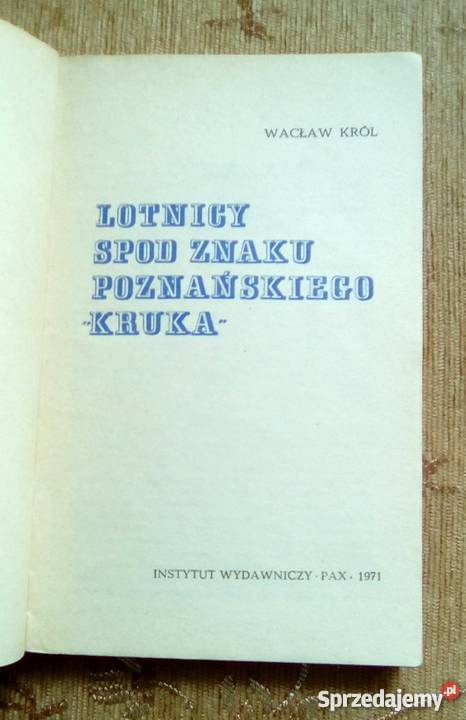 WACŁAW KRÓL
LOTNICY
SPOD ZNAKU
POZNAŃSKIEGO
"KRUKA"
INSTYTUT WYDAWNICZY · PAX · 1971
Sprzedajemy.pl